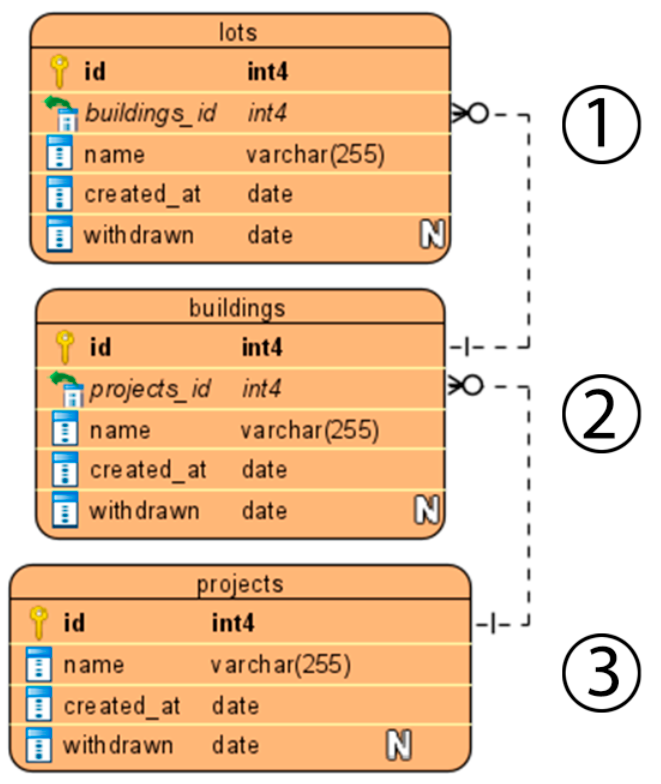 lots
id int4
buildings_id int4
name varchar(255)
created_at date
withdrawn date N
①
buildings
id int4
projects_id int4
name varchar(255)
created_at date
withdrawn date N
②
projects
id int4
name varchar(255)
created_at date
withdrawn date N
③